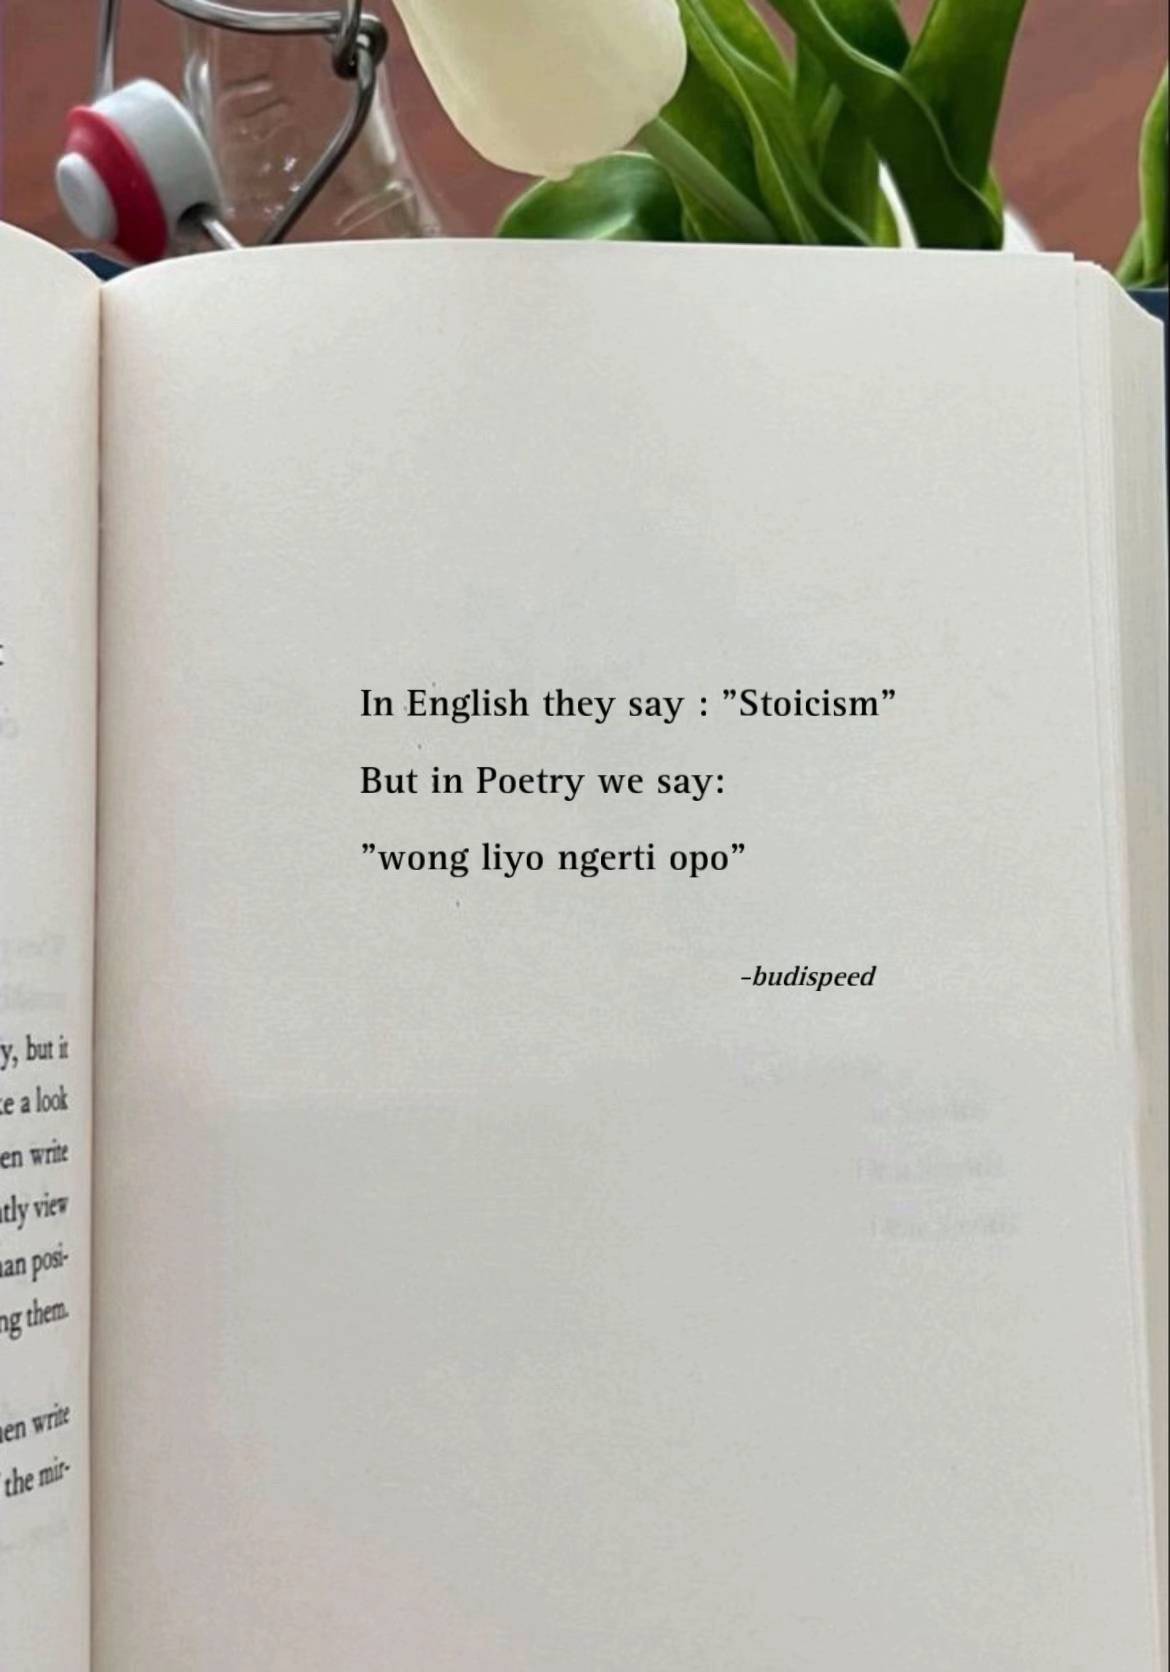 In English they say : ”Stoicism”
But in Poetry we say:
”wong liyo ngerti opo”
-budispeed
y, but it
e a look
en write
tly view
an posi-
ng them.
en write
the mir-